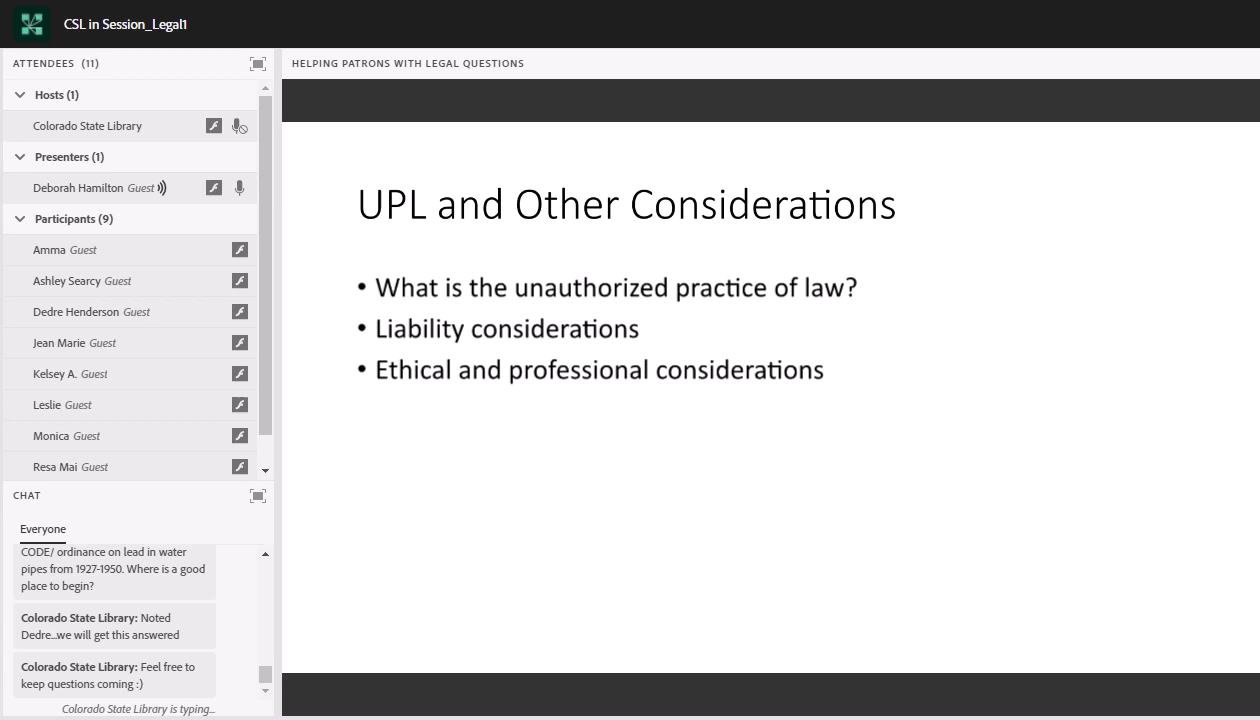 CSL in Session_Legal1
ATTENDEES (11)
Hosts (1)
Colorado State Library
Presenters (1)
Deborah Hamilton Guest
Participants (9)
Amma Guest
Ashley Searcy Guest
Dedre Henderson Guest
Jean Marie Guest
Kelsey A. Guest
Leslie Guest
Monica Guest
Resa Mai Guest
CHAT
Everyone
CODE/ ordinance on lead in water
pipes from 1927-1950. Where is a good
place to begin?
Colorado State Library: Noted
Dedre...we will get this answered
Colorado State Library: Feel free to
keep questions coming :)
Colorado State Library is typing...
HELPING PATRONS WITH LEGAL QUESTIONS
UPL and Other Considerations
• What is the unauthorized practice of law?
• Liability considerations
• Ethical and professional considerations